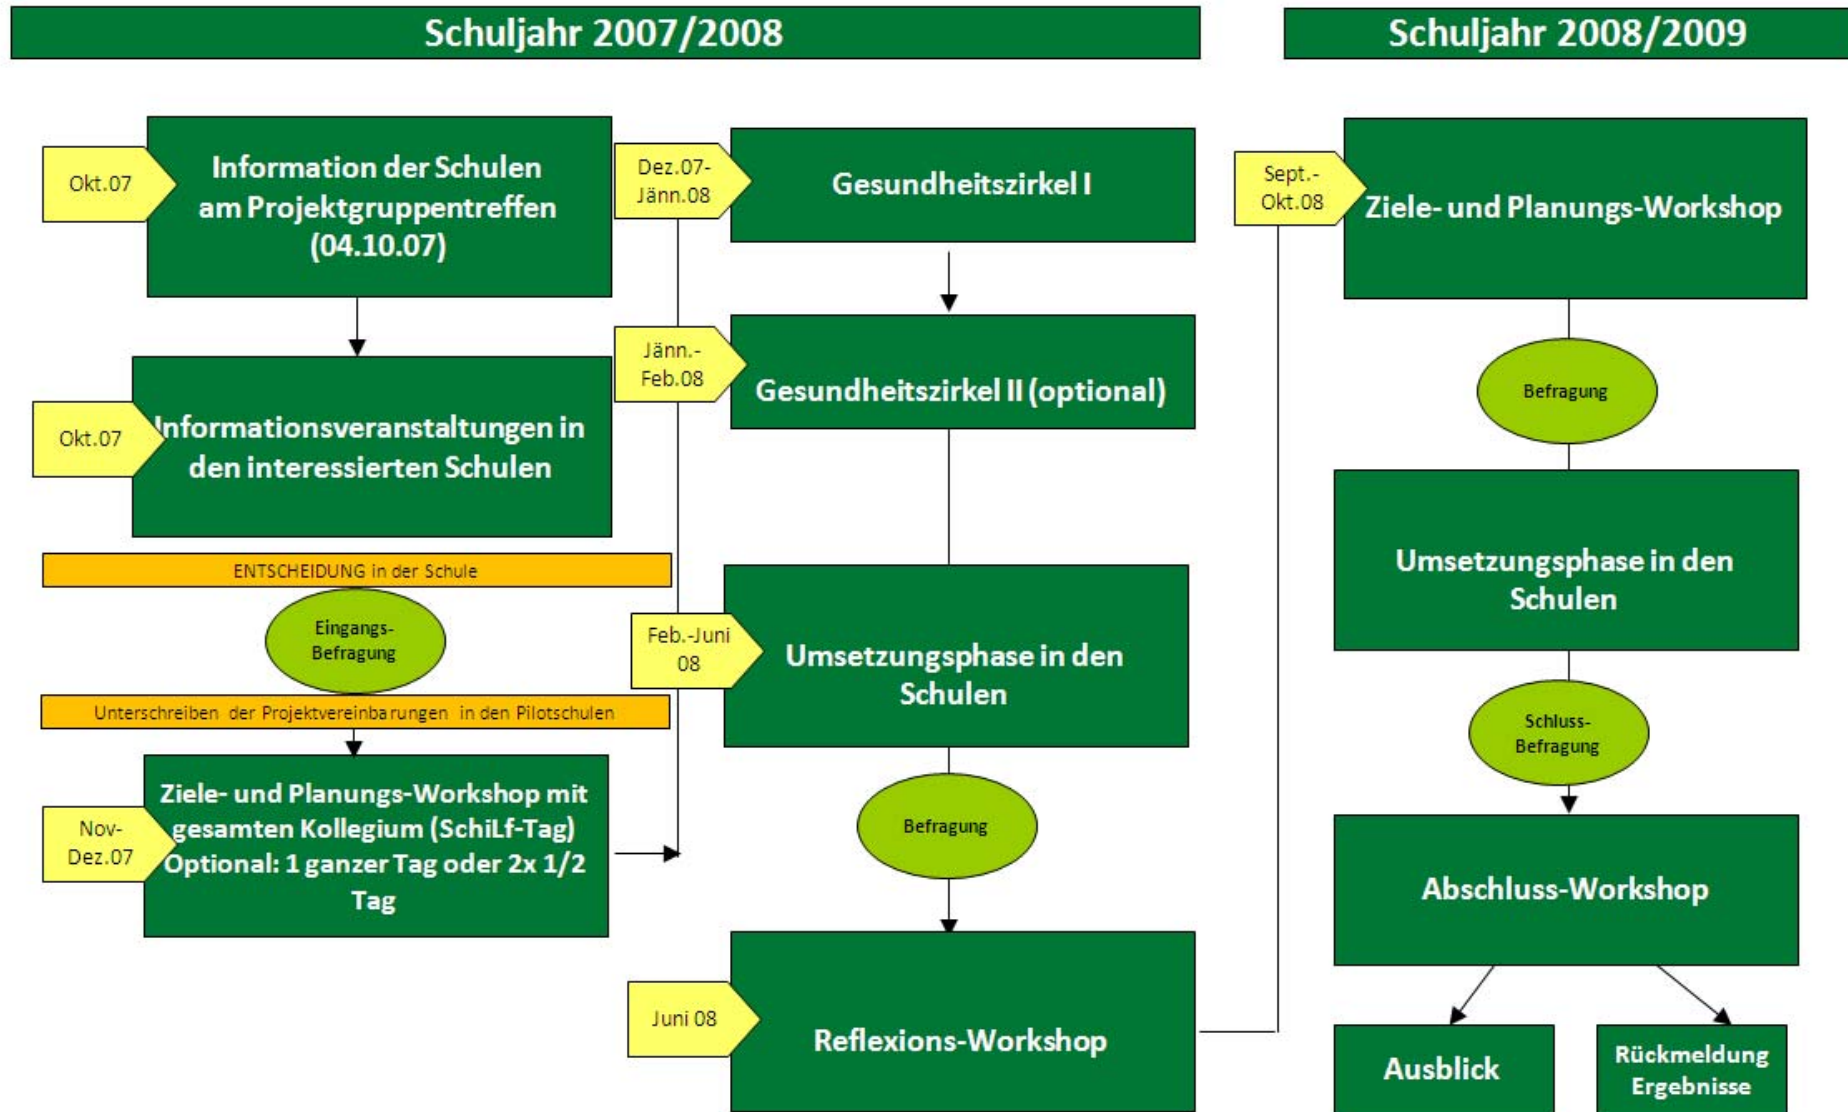 Schuljahr 2007/2008
Schuljahr 2008/2009
Okt.07
Information der Schulen
am Projektgruppentreffen
(04.10.07)
Okt.07
Informationsveranstaltungen in
den interessierten Schulen
ENTSCHEIDUNG in der Schule
Eingangs-
Befragung
Unterschreiben der Projektvereinbarungen in den Pilotschulen
Nov-
Dez.07
Ziele- und Planungs-Workshop mit
gesamten Kollegium (SchiLf-Tag)
Optional: 1 ganzer Tag oder 2x 1/2
Tag
Dez.07-
Jänn.08
Gesundheitszirkel I
Jänn.-
Feb.08
Gesundheitszirkel II (optional)
Feb.-Juni
08
Umsetzungsphase in den
Schulen
Befragung
Juni 08
Reflexions-Workshop
Sept.-
Okt.08
Ziele- und Planungs-Workshop
Befragung
Umsetzungsphase in den
Schulen
Schluss-
Befragung
Abschluss-Workshop
Ausblick
Rückmeldung
Ergebnisse